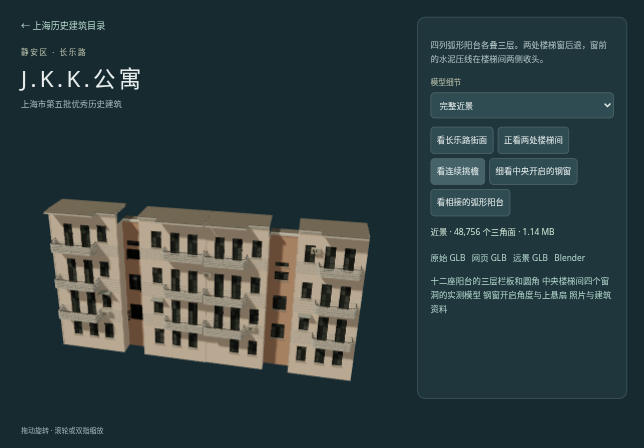 ← 上海历史建筑目录
静安区 · 长乐路
J.K.K.公寓
上海市第五批优秀历史建筑
四列弧形阳台各叠三层。两处楼梯窗后退，窗前
的水泥压线在楼梯间两侧收头。
模型细节
完整近景
看长乐路街面
正看两处楼梯间
看连续挑檐
细看中央开启的钢窗
看相接的弧形阳台
近景 · 48,756 个三角面 · 1.14 MB
原始 GLB 网页 GLB 远景 GLB Blender
十二座阳台的三层栏板和圆角 中央楼梯间四个窗
洞的实测模型 钢窗开启角度与上悬扇 照片与建筑
资料
拖动旋转 · 滚轮或双指缩放